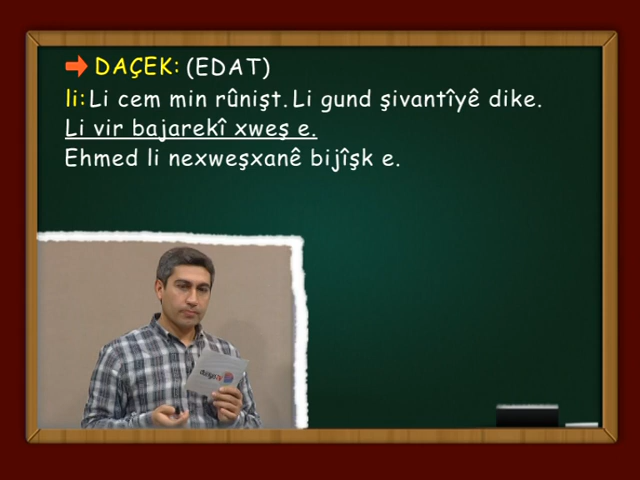 DAÇEK: (EDAT)
li: Li cem min rûnişt. Li gund şivantîyê dike.
Li vir bajarekî xweş e.
Ehmed li nexweşxanê bijîşk e.